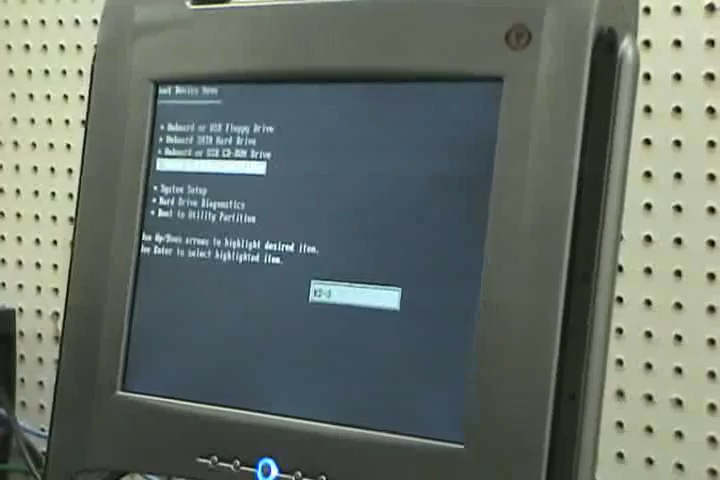 Boot Device Menu
* Onboard or USB Floppy Drive
* Onboard SATA Hard Drive
* Onboard or USB CD-ROM Drive
* System Setup
* Hard Drive Diagnostics
* Boot to Utility Partition
Use Up/Down arrows to highlight desired item.
Use Enter to select highlighted item.